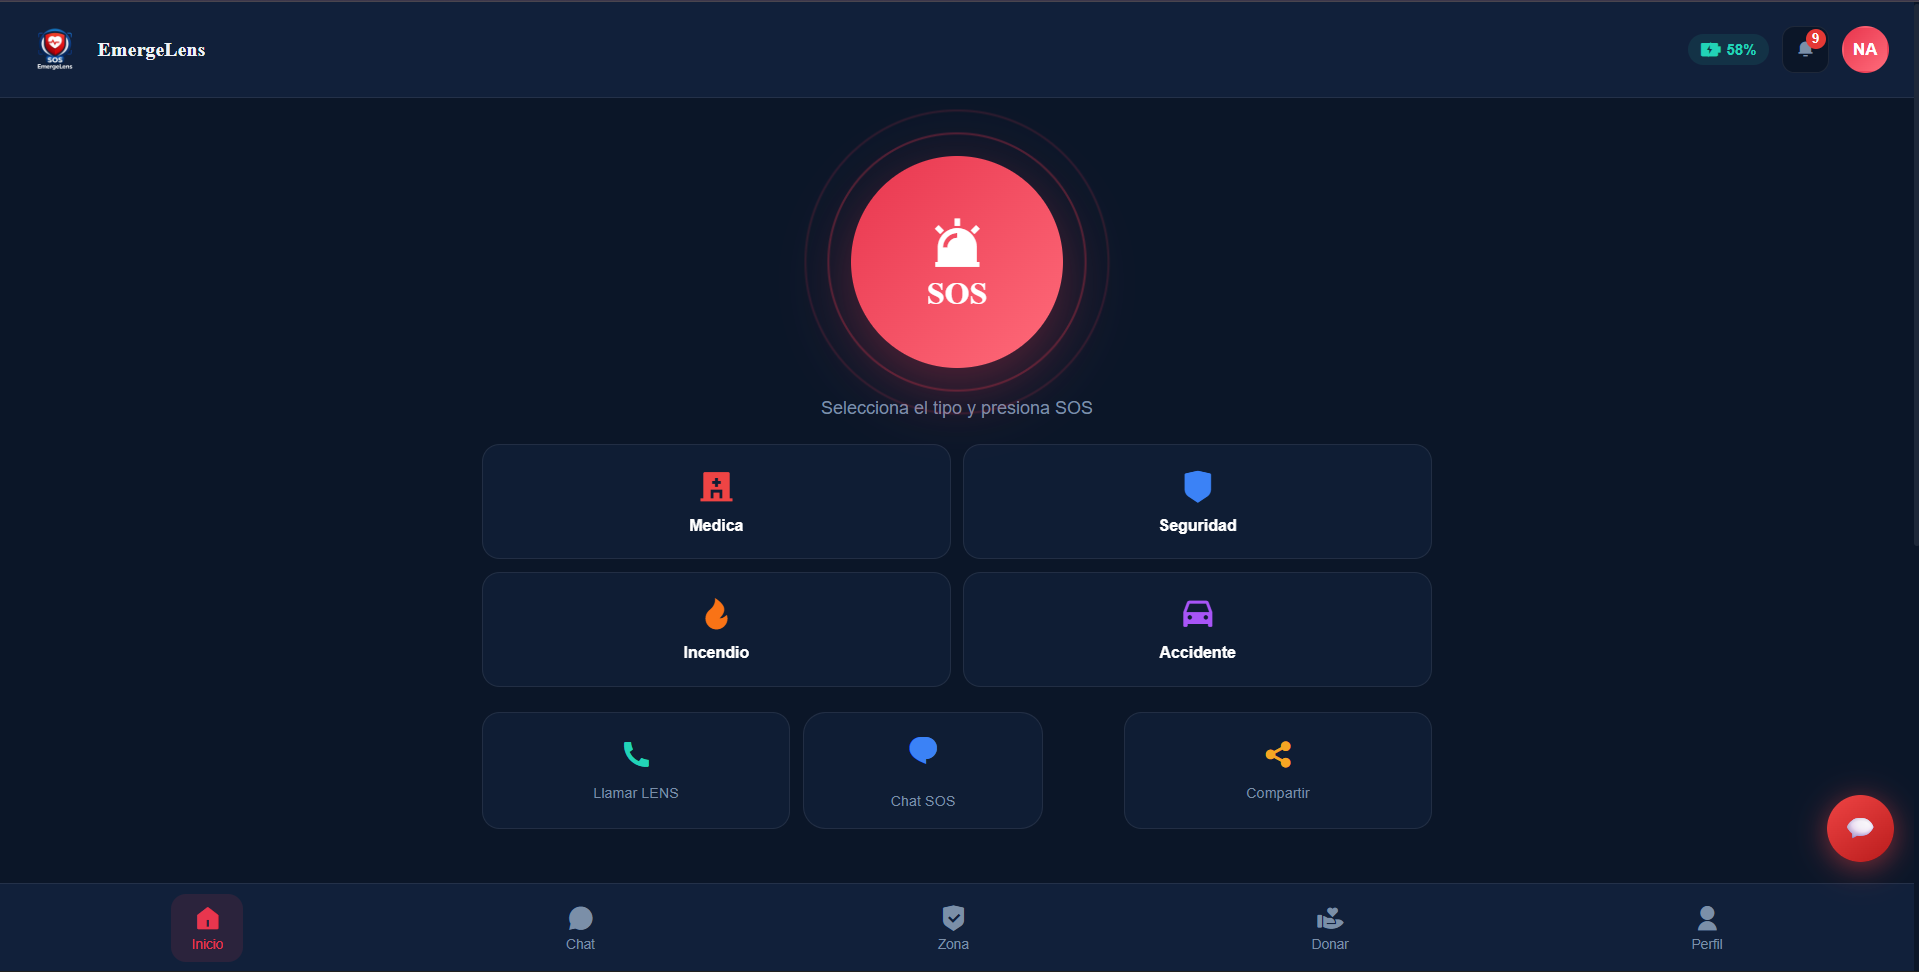 SOS
EmergeLens
EmergeLens
58%
9
NA
SOS
Selecciona el tipo y presiona SOS
Medica
Seguridad
Incendio
Accidente
Llamar LENS
Chat SOS
Compartir
Inicio
Chat
Zona
Donar
Perfil